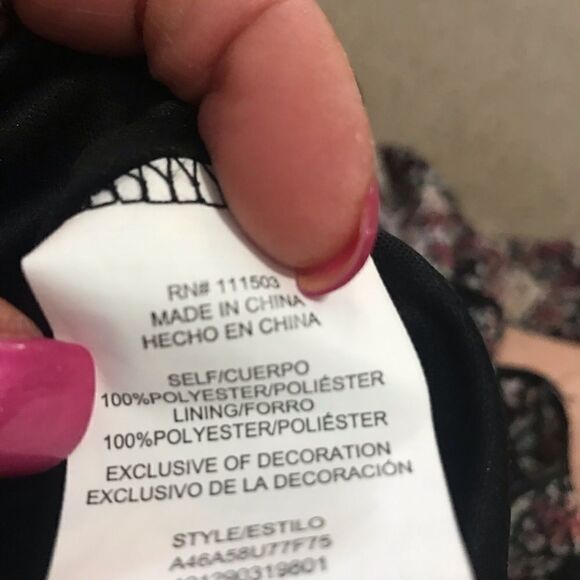 RN# 111503
MADE IN CHINA
HECHO EN CHINA
SELF/CUERPO
100%POLYESTER/POLIÉSTER
LINING/FORRO
100%POLYESTER/POLIÉSTER
EXCLUSIVE OF DECORATION
EXCLUSIVO DE LA DECORACIÓN
STYLE/ESTILO
A46A58U77F75